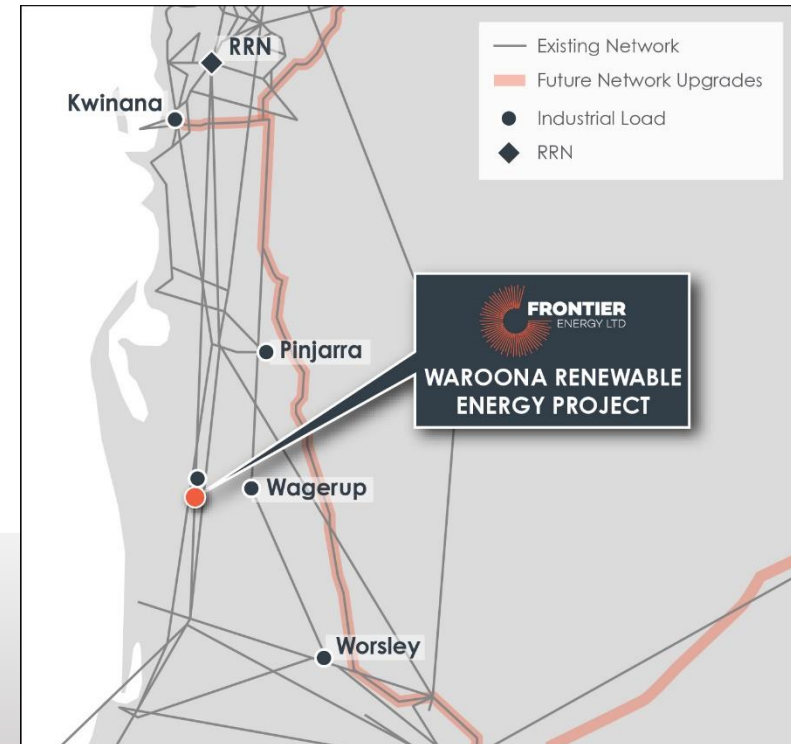 RRN
Kwinana
Existing Network
Future Network Upgrades
Industrial Load
RRN
FRONTIER
ENERGY LTD
WAROONA RENEWABLE
ENERGY PROJECT
Pinjarra
Wagerup
Worsley